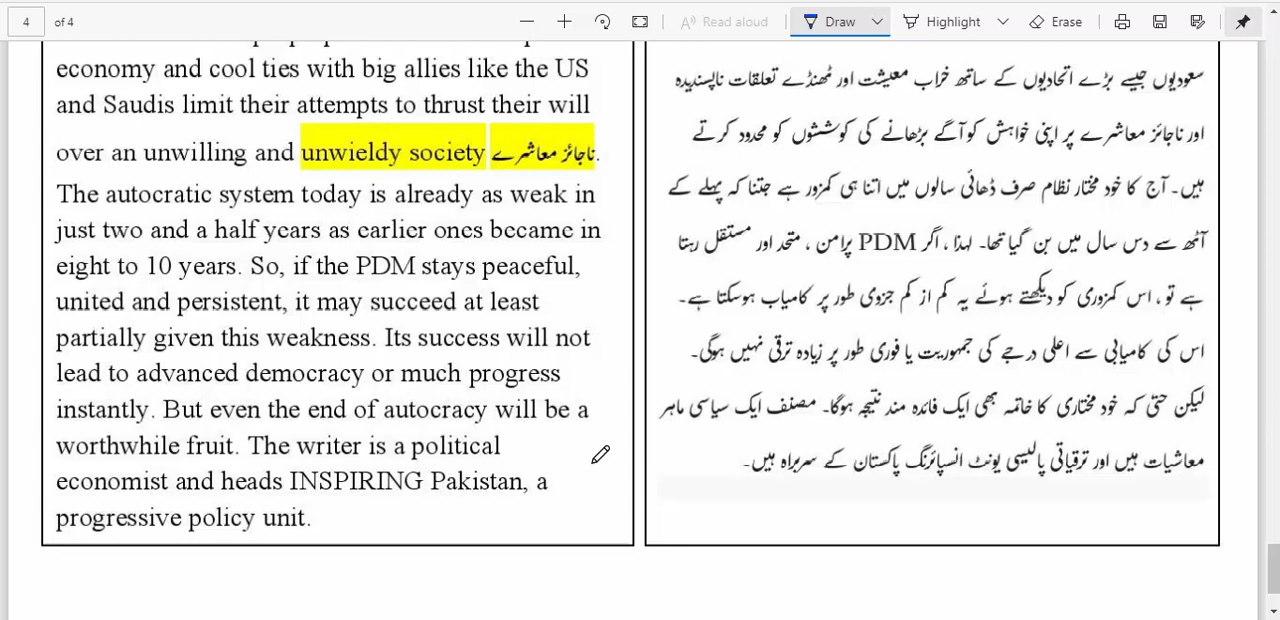 4 of 4 Read aloud Draw Highlight Erase
economy and cool ties with big allies like the US
and Saudis limit their attempts to thrust their will
over an unwilling and unwieldy society ناجائز معاشرے.
The autocratic system today is already as weak in
just two and a half years as earlier ones became in
eight to 10 years. So, if the PDM stays peaceful,
united and persistent, it may succeed at least
partially given this weakness. Its success will not
lead to advanced democracy or much progress
instantly. But even the end of autocracy will be a
worthwhile fruit. The writer is a political
economist and heads INSPIRING Pakistan, a
progressive policy unit.
سعودیوں جیسے بڑے اتحادیوں کے ساتھ خراب معیشت اور ٹھنڈے تعلقات ناپسندیدہ
اور ناجائز معاشرے پر اپنی خواہش کو آگے بڑھانے کی کوششوں کو محدود کرتے
ہیں۔ آج کا خود مختار نظام صرف ڈھائی سالوں میں اتنا ہی کمزور ہے جتنا کہ پہلے کے
آٹھ سے دس سال میں بن گیا تھا۔ لہذا ، اگر PDM پرامن ، متحد اور مستقل رہتا
ہے تو ، اس کمزوری کو دیکھتے ہوئے یہ کم از کم جزوی طور پر کامیاب ہوسکتا ہے۔
اس کی کامیابی سے اعلی درجے کی جمہوریت یا فوری طور پر زیادہ ترقی نہیں ہوگی۔
لیکن حتی کہ خود مختاری کا خاتمہ بھی ایک فائدہ مند نتیجہ ہوگا۔ مصنف ایک سیاسی ماہر
معاشیات ہیں اور ترقیاتی پالیسی یونٹ انسپائرنگ پاکستان کے سربراہ ہیں۔